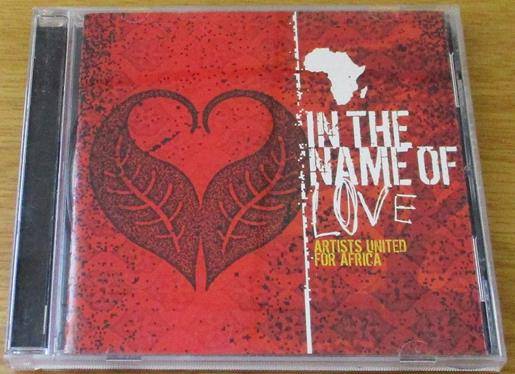 IN THE
NAME OF
LOVE
ARTISTS UNITED
FOR AFRICA